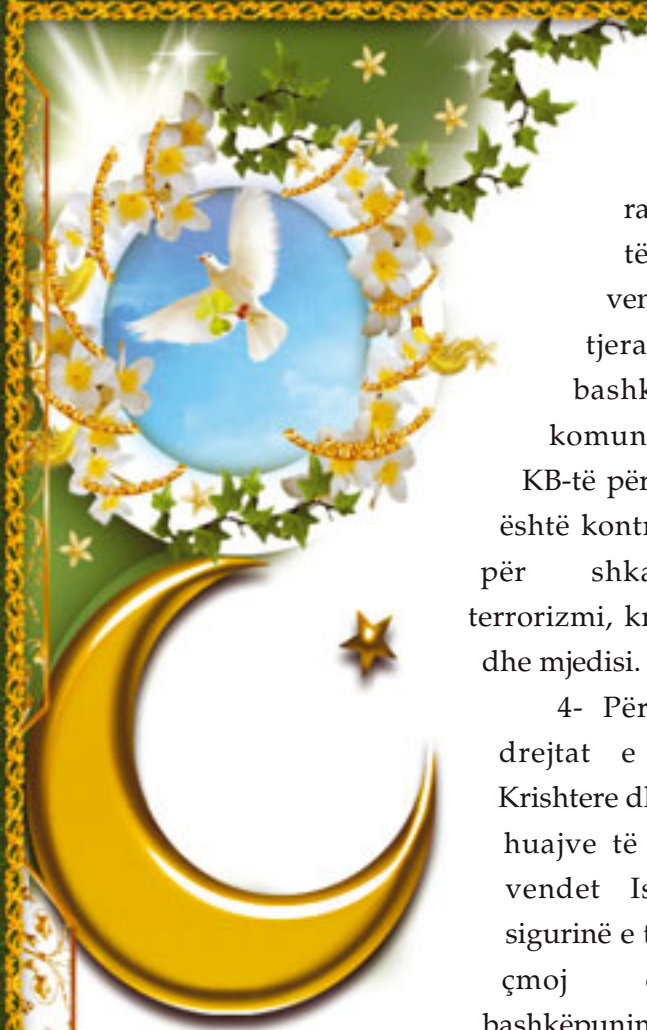 ra
të
ver
tjera
bashk
komun
KB-të për
është kontr
për shka
terrorizmi, kr
dhe mjedisi.
4- Për
drejtat e
Krishtere dh
huajve të
vendet Is
sigurinë e t
çmoj
bashkëpunin